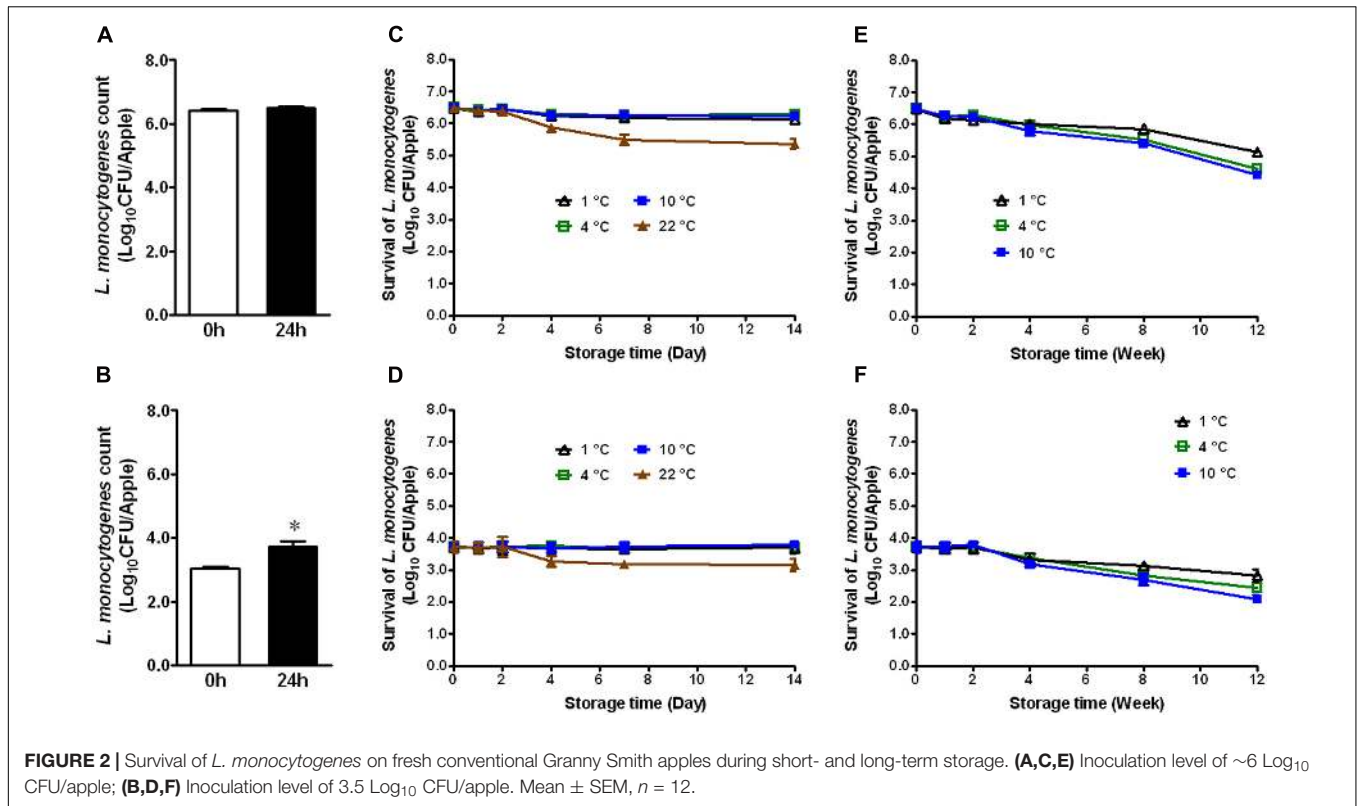 A
L. monocytogenes count
(Log10CFU/Apple)
8.0
6.0
4.0
2.0
0.0
0h
24h
C
Survival of L. monocytogenes
(Log10 CFU/Apple)
8.0
7.0
6.0
5.0
4.0
3.0
2.0
1.0
0.0
1 °C
10 °C
4 °C
22 °C
0 2 4 6 8 10 12 14
Storage time (Day)
E
Survival of L. monocytogenes
(Log10 CFU/Apple)
8.0
7.0
6.0
5.0
4.0
3.0
2.0
1.0
0.0
1 °C
4 °C
10 °C
0 2 4 6 8 10 12
Storage time (Week)
B
L. monocytogenes count
(Log10CFU/Apple)
8.0
6.0
4.0
2.0
0.0
*
0h
24h
D
Survival of L. monocytogenes
(Log10 CFU/Apple)
8.0
7.0
6.0
5.0
4.0
3.0
2.0
1.0
0.0
1 °C
10 °C
4 °C
22 °C
0 2 4 6 8 10 12 14
Storage time (Day)
F
Survival of L. monocytogenes
(Log10 CFU/Apple)
8.0
7.0
6.0
5.0
4.0
3.0
2.0
1.0
0.0
1 °C
4 °C
10 °C
0 2 4 6 8 10 12
Storage time (Week)
FIGURE 2 | Survival of L. monocytogenes on fresh conventional Granny Smith apples during short- and long-term storage. (A,C,E) Inoculation level of ~6 Log10
CFU/apple; (B,D,F) Inoculation level of 3.5 Log10 CFU/apple. Mean ± SEM, n = 12.